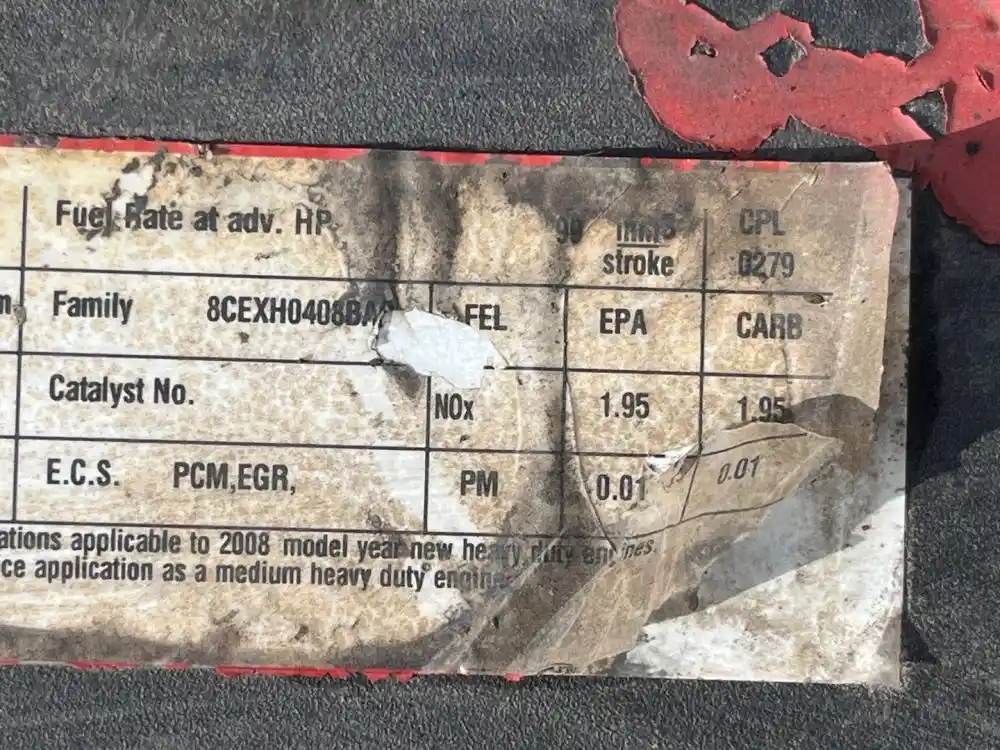 Fuel Rate at adv. HP 99 mm3 CPL
stroke 0279
Family 8CEXH0408BA FEL EPA CARB
Catalyst No. NOx 1.95 1.95
E.C.S. PCM,EGR, PM 0.01 0.01
ations applicable to 2008 model year new heavy duty engines.
ce application as a medium heavy duty engine